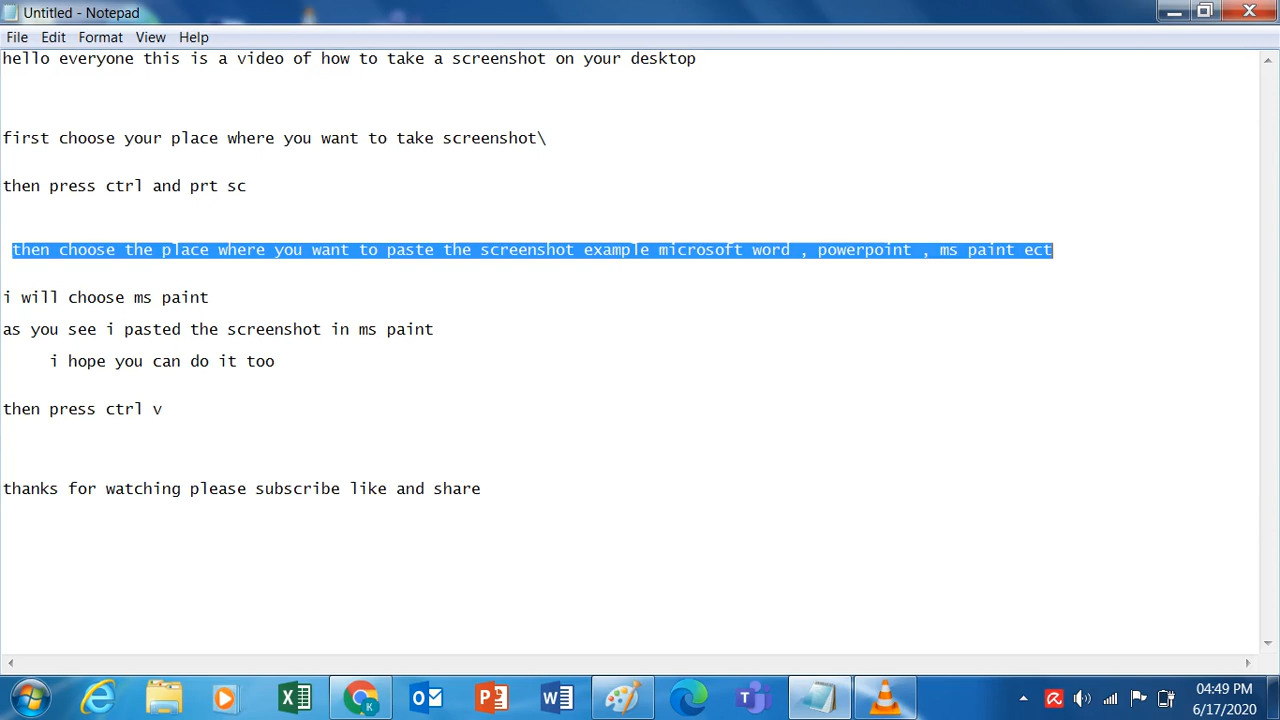 Untitled - Notepad
File Edit Format View Help
hello everyone this is a video of how to take a screenshot on your desktop
first choose your place where you want to take screenshot\
then press ctrl and prt sc
then choose the place where you want to paste the screenshot example microsoft word , powerpoint , ms paint ect
i will choose ms paint
as you see i pasted the screenshot in ms paint
i hope you can do it too
then press ctrl v
thanks for watching please subscribe like and share
04:49 PM
6/17/2020